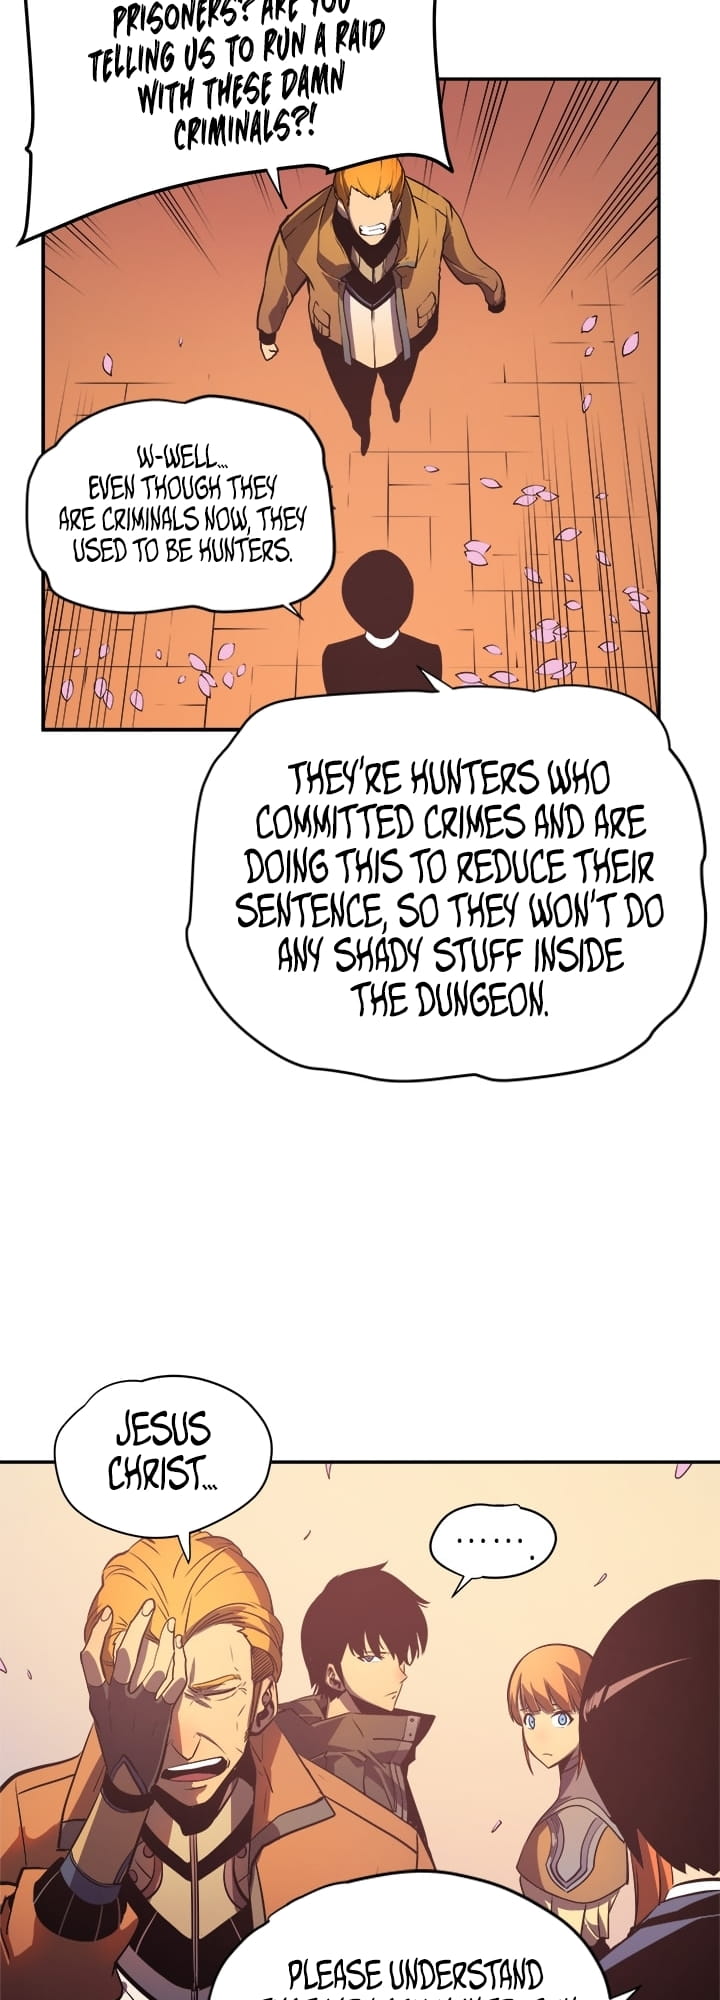 PRISONERS? ARE YOU
TELLING US TO RUN A RAID
WITH THESE DAMN
CRIMINALS?!
W-WELL...
EVEN THOUGH THEY
ARE CRIMINALS NOW, THEY
USED TO BE HUNTERS.
THEY'RE HUNTERS WHO
COMMITTED CRIMES AND ARE
DOING THIS TO REDUCE THEIR
SENTENCE, SO THEY WON'T DO
ANY SHADY STUFF INSIDE
THE DUNGEON.
JESUS
CHRIST...
.......
PLEASE UNDERSTAND